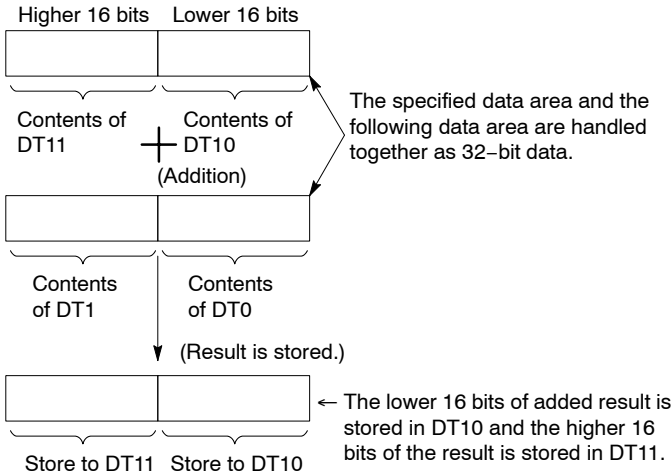 Higher 16 bits Lower 16 bits
Contents of DT11
Contents of DT10
+
(Addition)
The specified data area and the
following data area are handled
together as 32−bit data.
Contents
of DT1
Contents
of DT0
(Result is stored.)
Store to DT11 Store to DT10
← The lower 16 bits of added result is
stored in DT10 and the higher 16
bits of the result is stored in DT11.